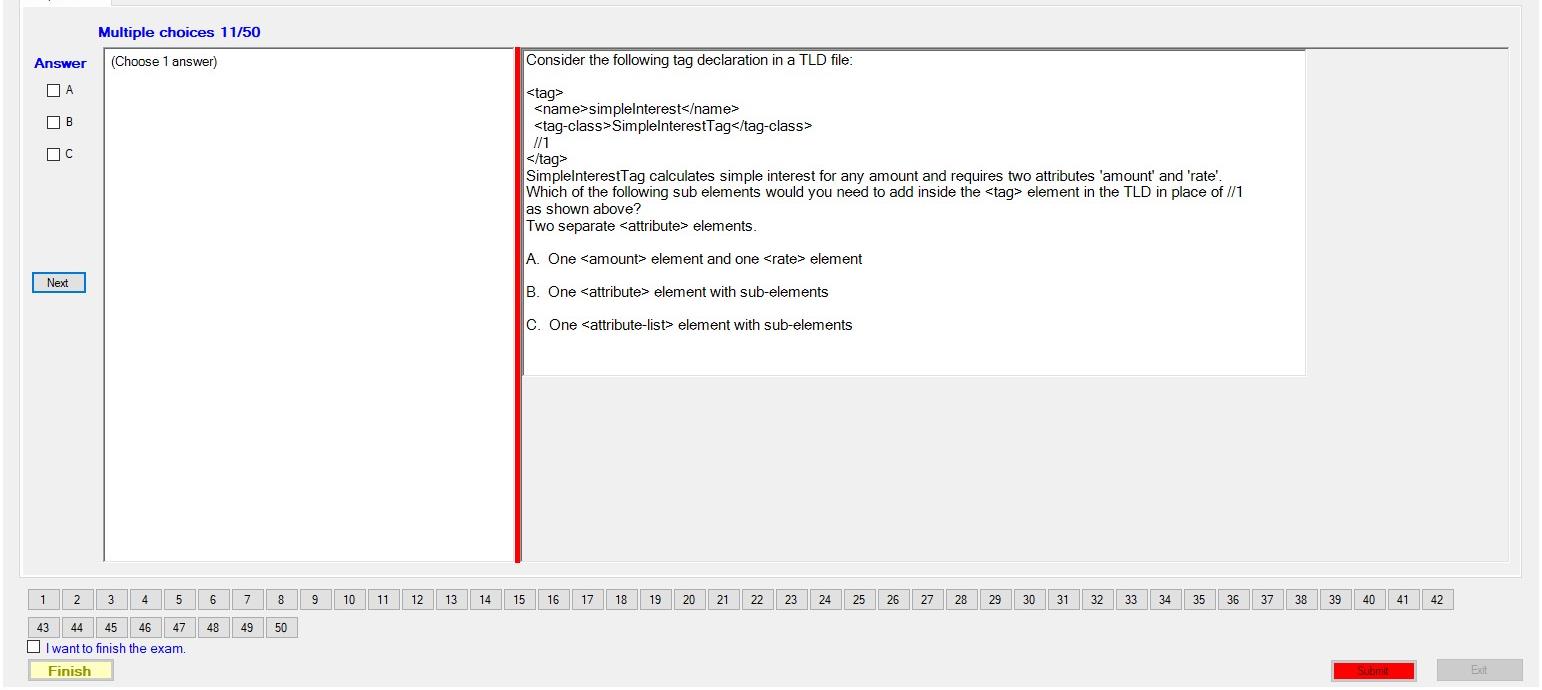 Multiple choices 11/50
Answer
A
B
C
Next
(Choose 1 answer)
Consider the following tag declaration in a TLD file:
<tag>
<name>simpleInterest</name>
<tag-class>SimpleInterestTag</tag-class>
//1
</tag>
SimpleInterestTag calculates simple interest for any amount and requires two attributes 'amount' and 'rate'.
Which of the following sub elements would you need to add inside the <tag> element in the TLD in place of //1
as shown above?
Two separate <attribute> elements.
A. One <amount> element and one <rate> element
B. One <attribute> element with sub-elements
C. One <attribute-list> element with sub-elements
1 2 3 4 5 6 7 8 9 10 11 12 13 14 15 16 17 18 19 20 21 22 23 24 25 26 27 28 29 30 31 32 33 34 35 36 37 38 39 40 41 42
43 44 45 46 47 48 49 50
I want to finish the exam.
Finish
Submit
Exit